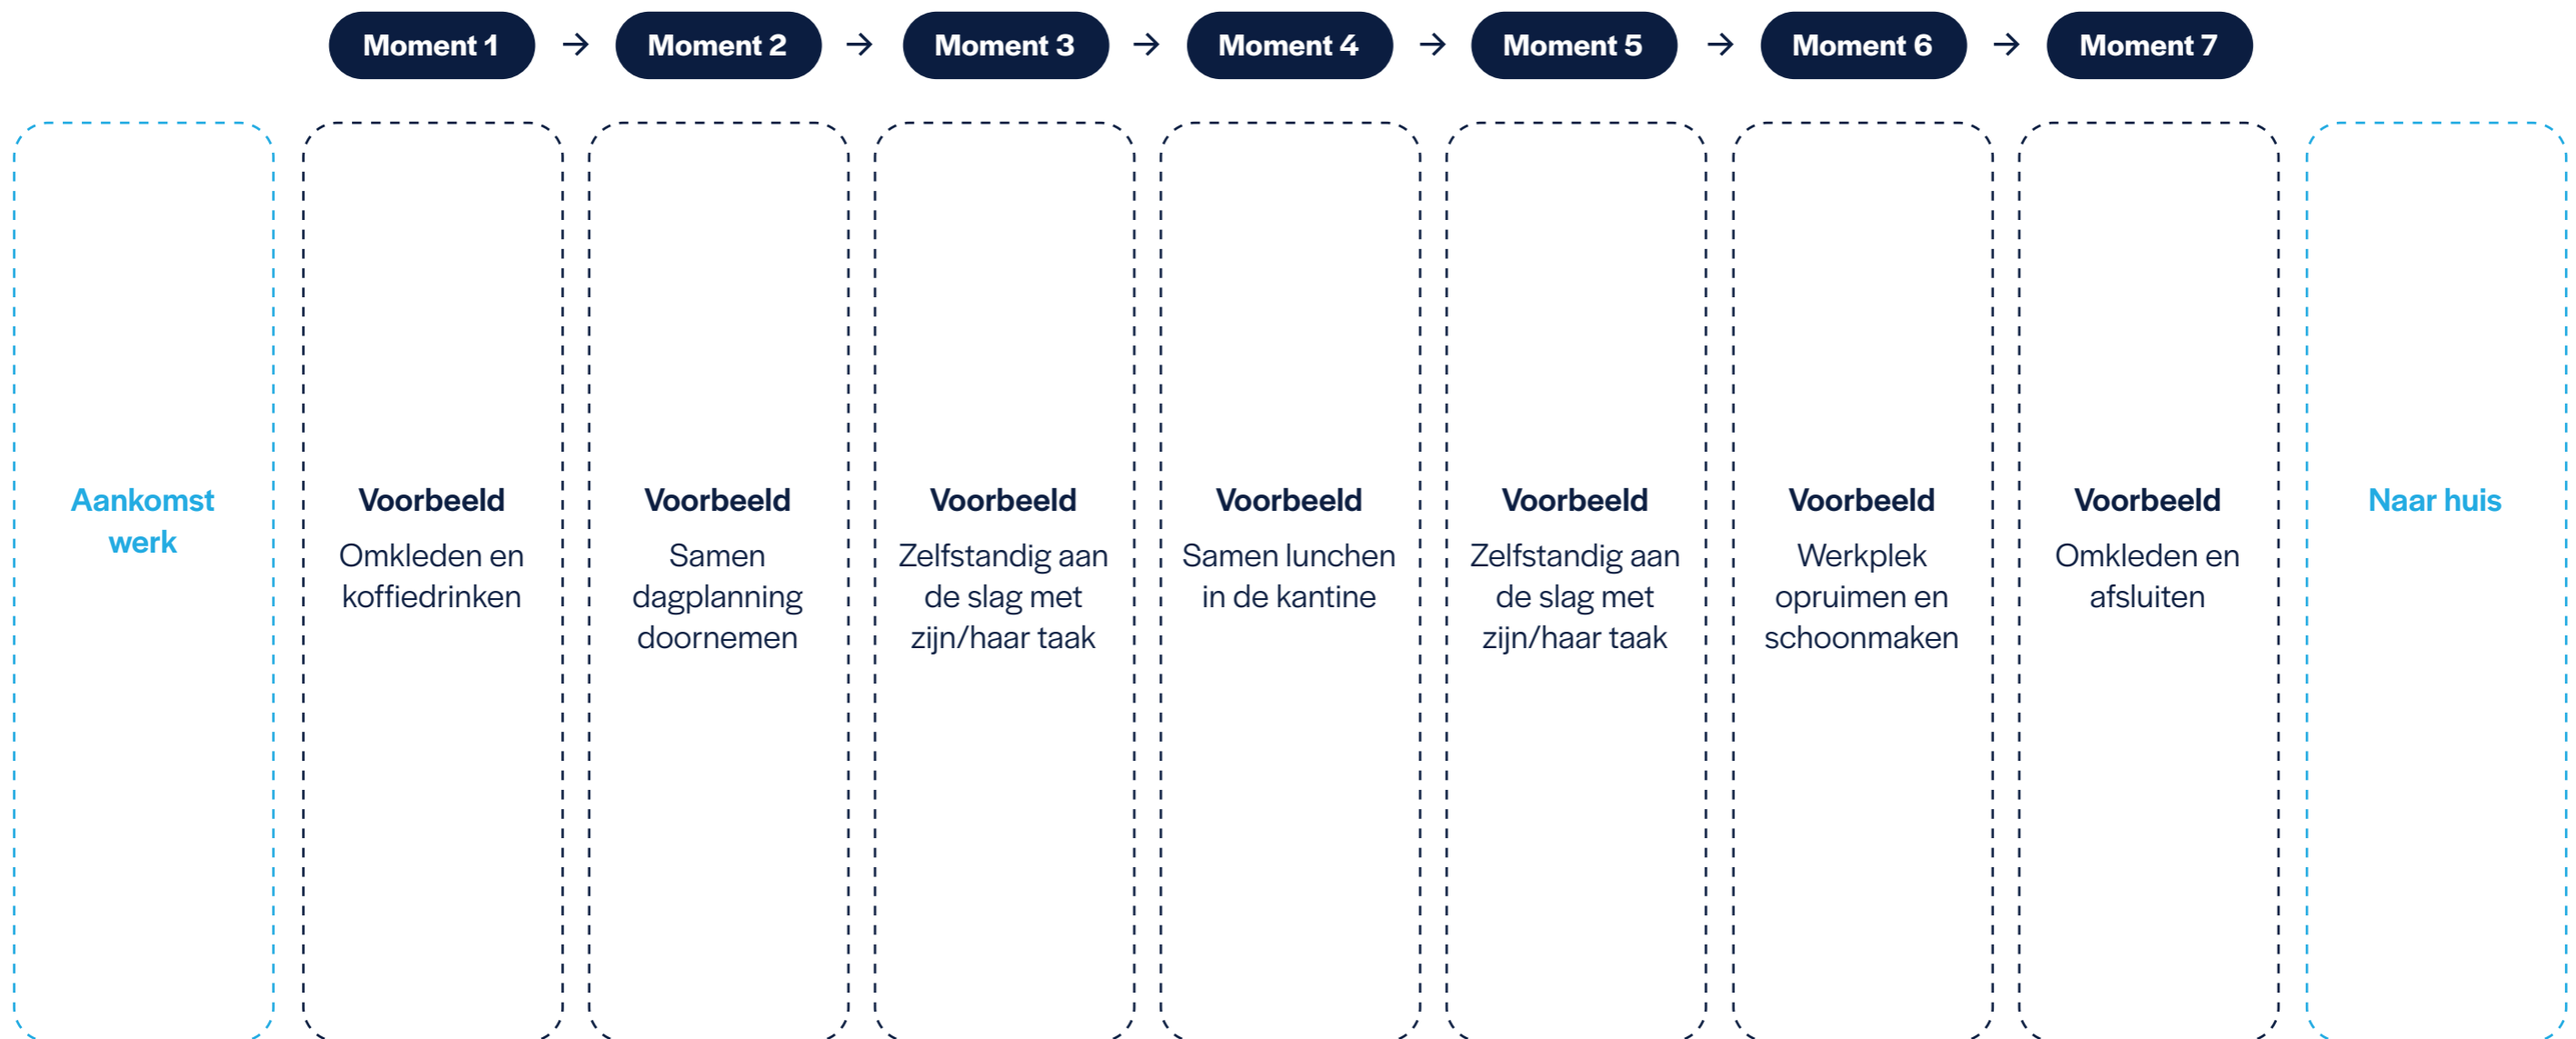 Moment 1 → Moment 2 → Moment 3 → Moment 4 → Moment 5 → Moment 6 → Moment 7
Aankomst
werk
Voorbeeld
Omkleden en
koffiedrinken
Voorbeeld
Samen
dagplanning
doornemen
Voorbeeld
Zelfstandig aan
de slag met
zijn/haar taak
Voorbeeld
Samen lunchen
in de kantine
Voorbeeld
Zelfstandig aan
de slag met
zijn/haar taak
Voorbeeld
Werkplek
opruimen en
schoonmaken
Voorbeeld
Omkleden en
afsluiten
Naar huis